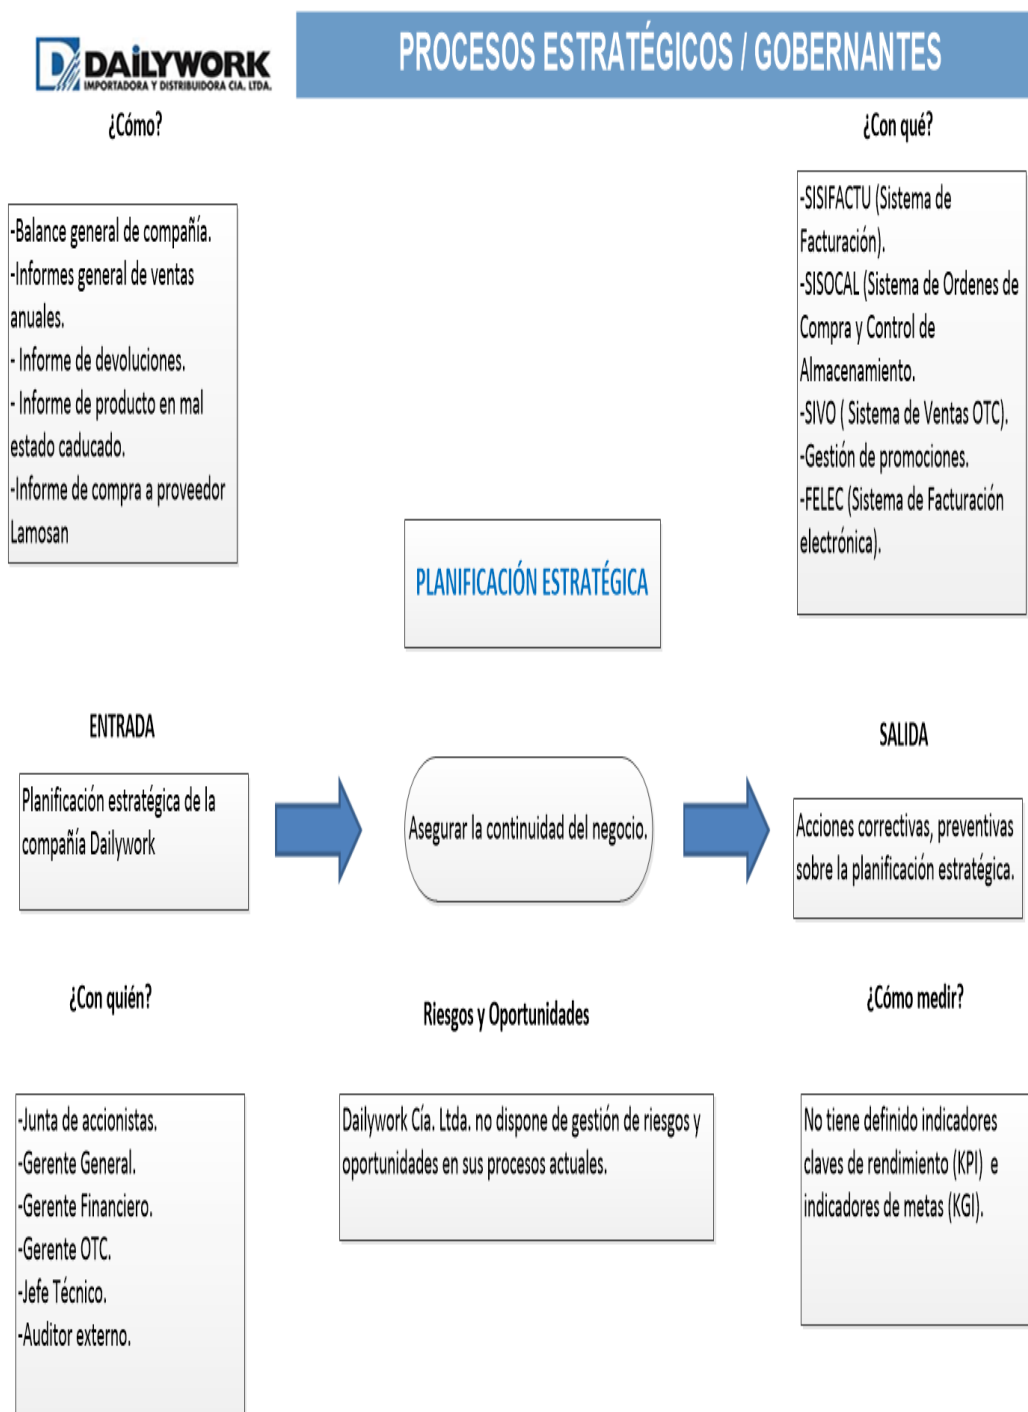 DAiLYWORK
IMPORTADORA Y DISTRIBUIDORA CIA. LTDA.
PROCESOS ESTRATÉGICOS / GOBERNANTES
¿Cómo?
-Balance general de compañía.
-Informes general de ventas
anuales.
- Informe de devoluciones.
- Informe de producto en mal
estado caducado.
-Informe de compra a proveedor
Lamosan
¿Con qué?
-SISIFACTU (Sistema de
Facturación).
-SISOCAL (Sistema de Ordenes de
Compra y Control de
Almacenamiento.
-SIVO ( Sistema de Ventas OTC).
-Gestión de promociones.
-FELEC (Sistema de Facturación
electrónica).
PLANIFICACIÓN ESTRATÉGICA
ENTRADA
Planificación estratégica de la
compañía Dailywork
Asegurar la continuidad del negocio.
SALIDA
Acciones correctivas, preventivas
sobre la planificación estratégica.
¿Con quién?
-Junta de accionistas.
-Gerente General.
-Gerente Financiero.
-Gerente OTC.
-Jefe Técnico.
-Auditor externo.
Riesgos y Oportunidades
Dailywork Cía. Ltda. no dispone de gestión de riesgos y
oportunidades en sus procesos actuales.
¿Cómo medir?
No tiene definido indicadores
claves de rendimiento (KPI) e
indicadores de metas (KGI).